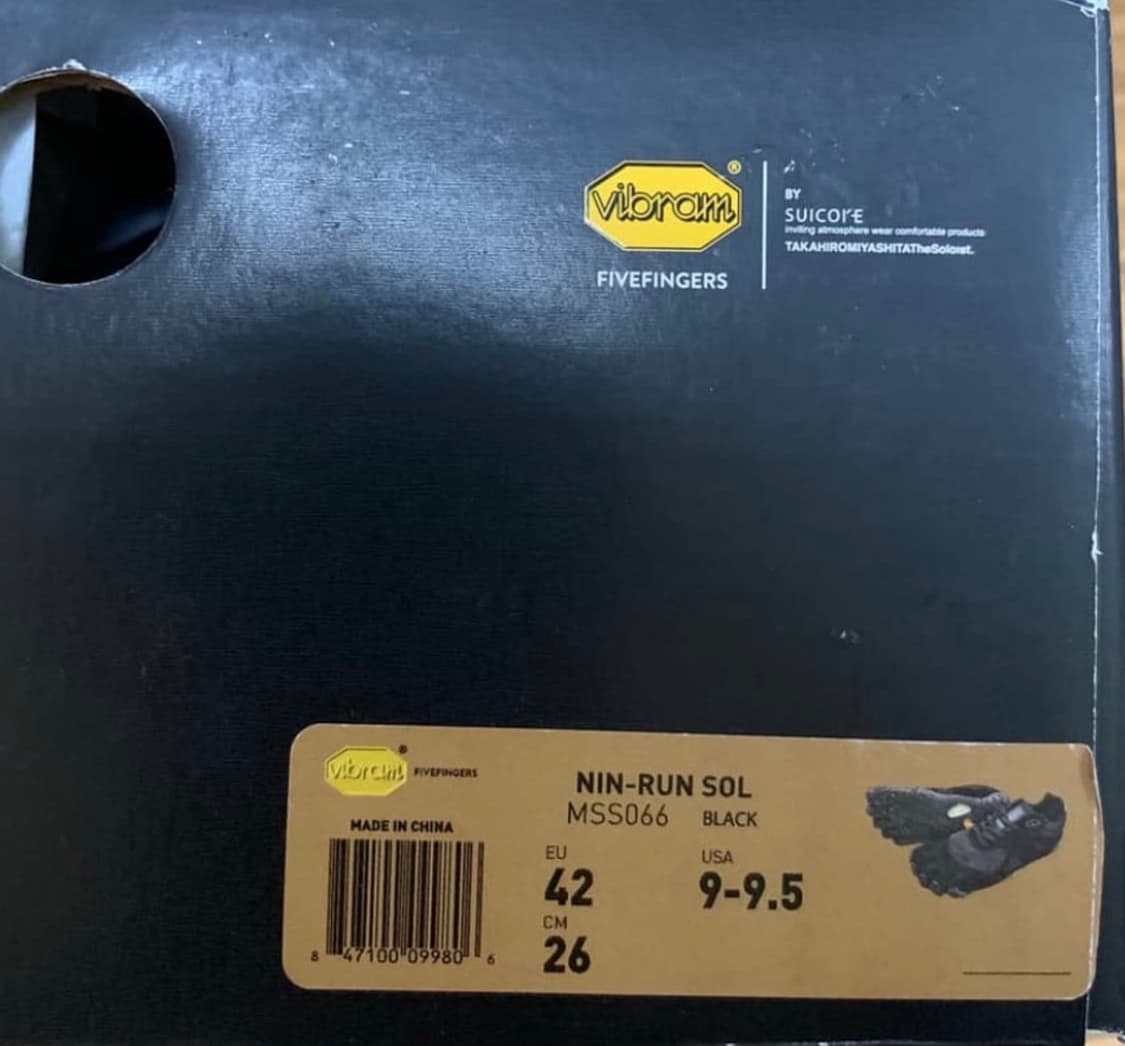 vibram®
FIVEFINGERS
BY
SUICOKE
inviting atmosphere wear comfortable products
TAKAHIROMIYASHITATheSoloist.
vibram®
FIVEFINGERS
MADE IN CHINA
8 47100 09980 6
NIN-RUN SOL
MSS066 BLACK
EU
42
USA
9-9.5
CM
26